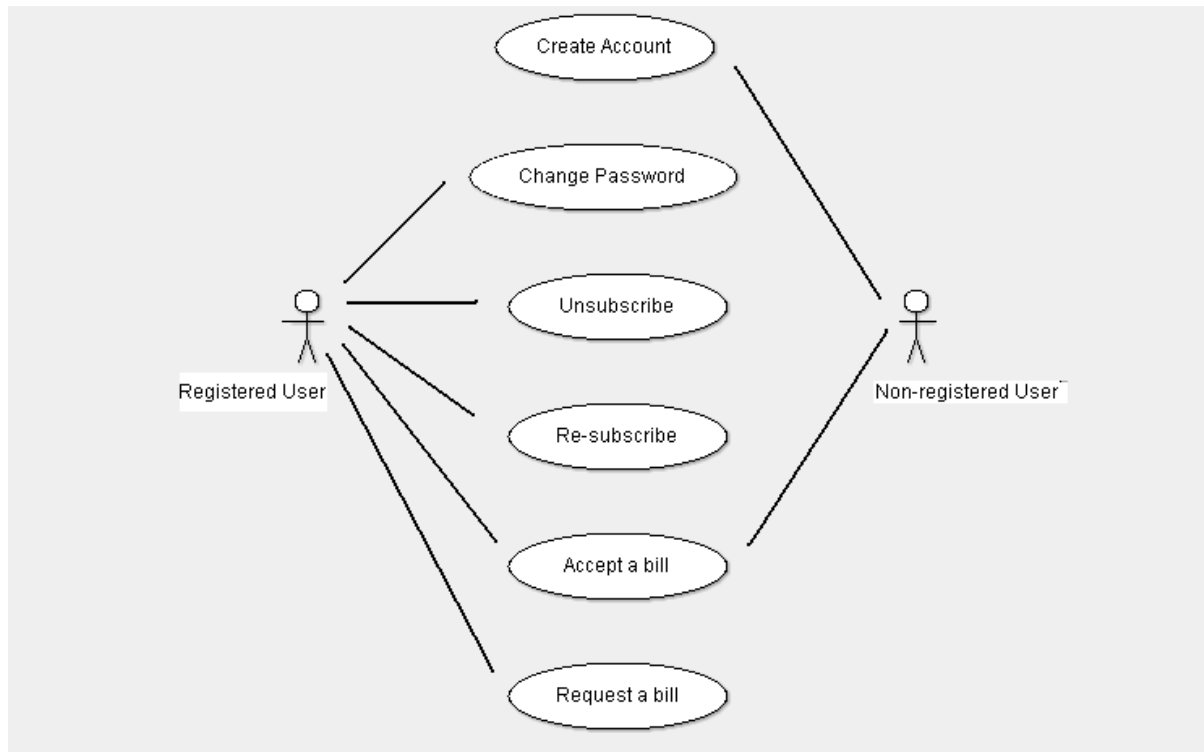 Create Account
Change Password
Unsubscribe
Registered User
Non-registered User
Re-subscribe
Accept a bill
Request a bill